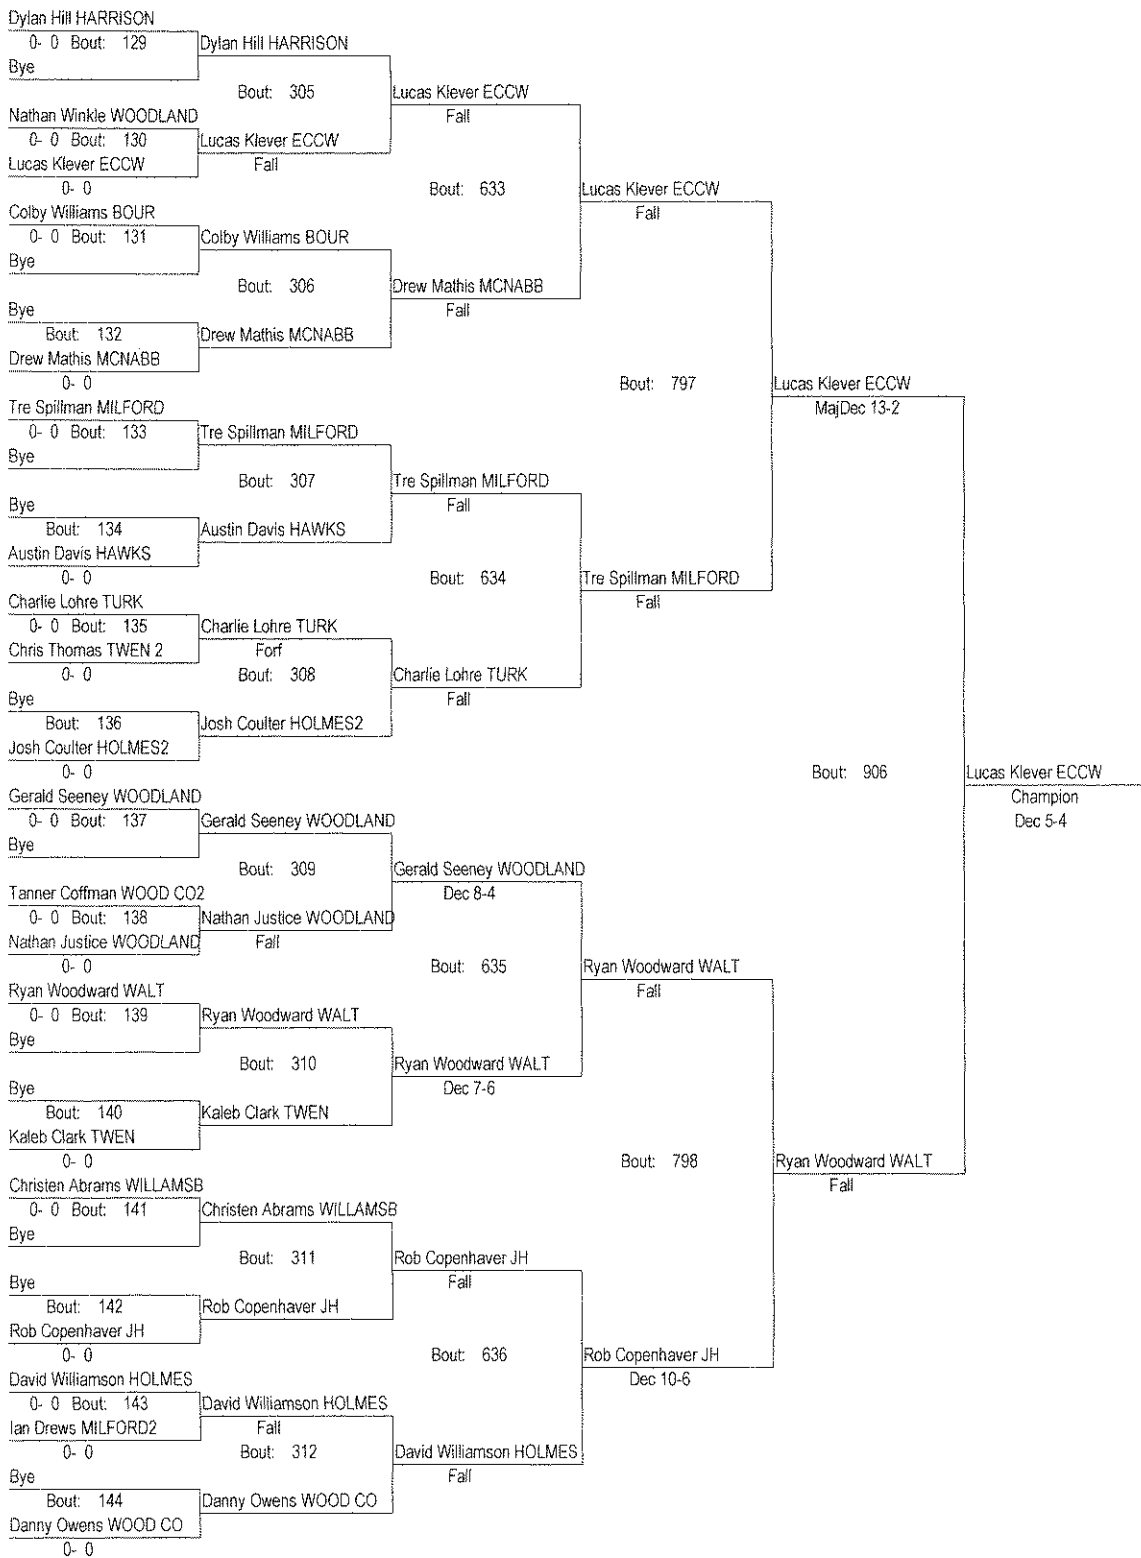 Dylan Hill HARRISON
0- 0 Bout: 129
Dylan Hill HARRISON
Bye
Bout: 305
Lucas Klever ECCW
Fall
Nathan Winkle WOODLAND
0- 0 Bout: 130
Lucas Klever ECCW
Fall
Lucas Klever ECCW
0- 0
Bout: 633
Lucas Klever ECCW
Fall
Colby Williams BOUR
0- 0 Bout: 131
Colby Williams BOUR
Bye
Bout: 306
Drew Mathis MCNABB
Fall
Bye
Bout: 132
Drew Mathis MCNABB
Drew Mathis MCNABB
0- 0
Bout: 797
Lucas Klever ECCW
MajDec 13-2
Tre Spillman MILFORD
0- 0 Bout: 133
Tre Spillman MILFORD
Bye
Bout: 307
Tre Spillman MILFORD
Fall
Bye
Bout: 134
Austin Davis HAWKS
Austin Davis HAWKS
0- 0
Bout: 634
Tre Spillman MILFORD
Fall
Charlie Lohre TURK
0- 0 Bout: 135
Charlie Lohre TURK
Forf
Chris Thomas TWEN 2
0- 0
Bout: 308
Charlie Lohre TURK
Fall
Bye
Bout: 136
Josh Coulter HOLMES2
Josh Coulter HOLMES2
0- 0
Bout: 906
Lucas Klever ECCW
Champion
Dec 5-4
Gerald Seeney WOODLAND
0- 0 Bout: 137
Gerald Seeney WOODLAND
Bye
Bout: 309
Gerald Seeney WOODLAND
Dec 8-4
Tanner Coffman WOOD CO2
0- 0 Bout: 138
Nathan Justice WOODLAND
Fall
Nathan Justice WOODLAND
0- 0
Bout: 635
Ryan Woodward WALT
Fall
Ryan Woodward WALT
0- 0 Bout: 139
Ryan Woodward WALT
Bye
Bout: 310
Ryan Woodward WALT
Dec 7-6
Bye
Bout: 140
Kaleb Clark TWEN
Kaleb Clark TWEN
0- 0
Bout: 798
Ryan Woodward WALT
Fall
Christen Abrams WILLAMSB
0- 0 Bout: 141
Christen Abrams WILLAMSB
Bye
Bout: 311
Rob Copenhaver JH
Fall
Bye
Bout: 142
Rob Copenhaver JH
Rob Copenhaver JH
0- 0
Bout: 636
Rob Copenhaver JH
Dec 10-6
David Williamson HOLMES
0- 0 Bout: 143
David Williamson HOLMES
Fall
Ian Drews MILFORD2
0- 0
Bout: 312
David Williamson HOLMES
Fall
Bye
Bout: 144
Danny Owens WOOD CO
Danny Owens WOOD CO
0- 0